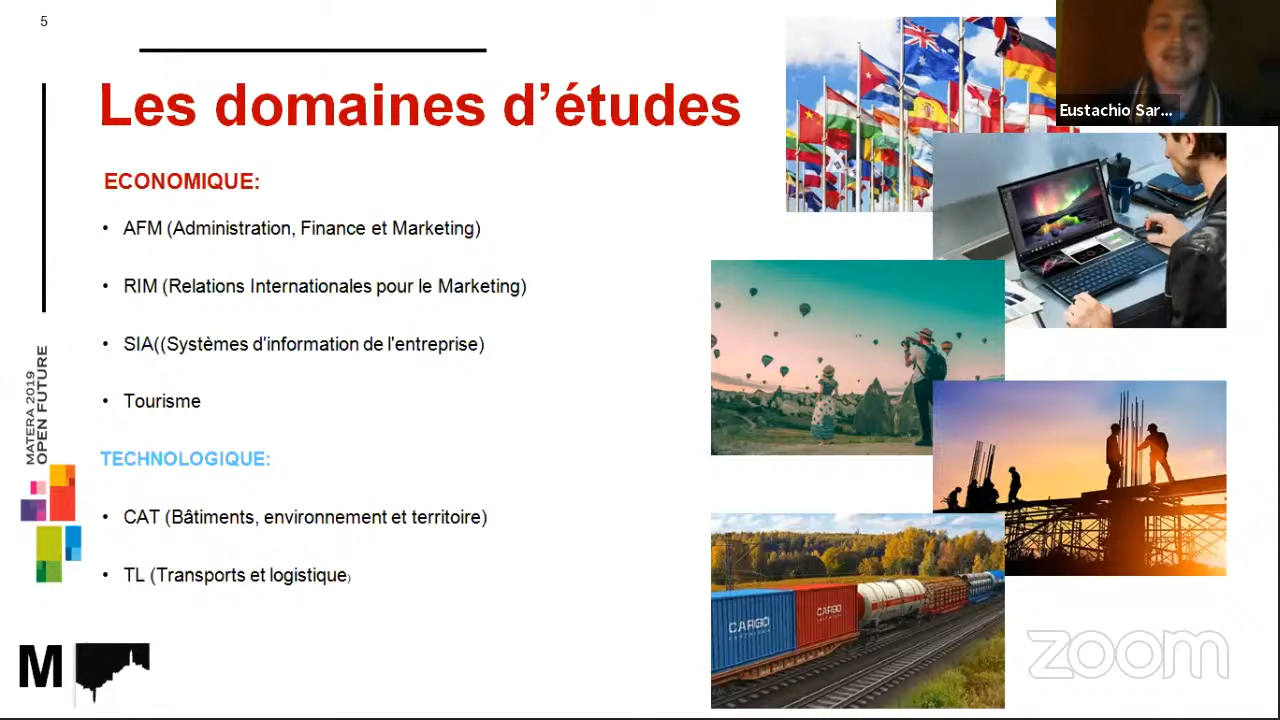 5
Les domaines d’études
ECONOMIQUE:
• AFM (Administration, Finance et Marketing)
• RIM (Relations Internationales pour le Marketing)
• SIA((Systèmes d’information de l’entreprise)
• Tourisme
TECHNOLOGIQUE:
• CAT (Bâtiments, environnement et territoire)
• TL (Transports et logistique)
MATERA 2019
OPEN FUTURE
M
Eustachio Sar...
CARGO
CARGO
zoom